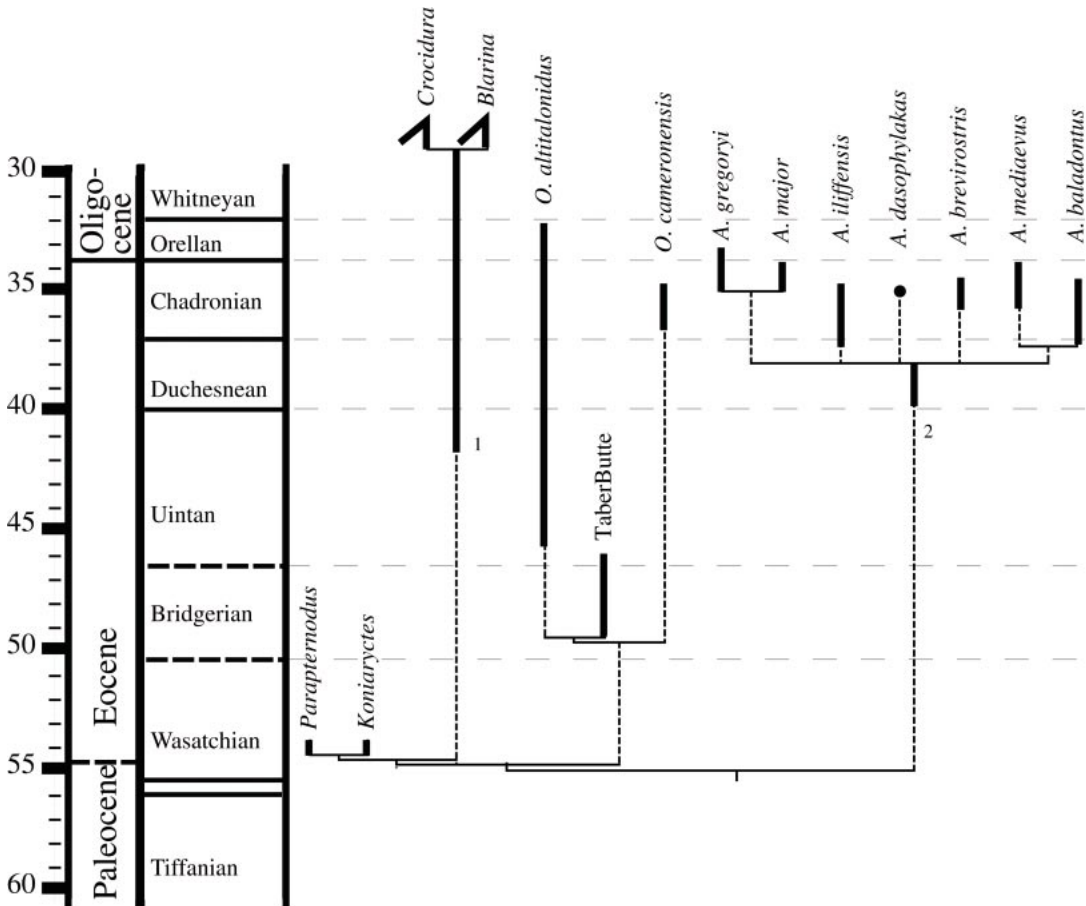 Crocidura
Blarina
O. altitalonidus
O. cameronensis
A. gregoryi
A. major
A. iliffensis
A. dasophylakas
A. brevirostris
A. mediaevus
A. baladontus
30
35
40
45
50
55
60
Oligo-
cene
Eocene
Paleocene
Whitneyan
Orellan
Chadronian
Duchesnean
Uintan
Bridgerian
Wasatchian
Tiffanian
1
2
TaberButte
Parapternodus
Koniaryctes